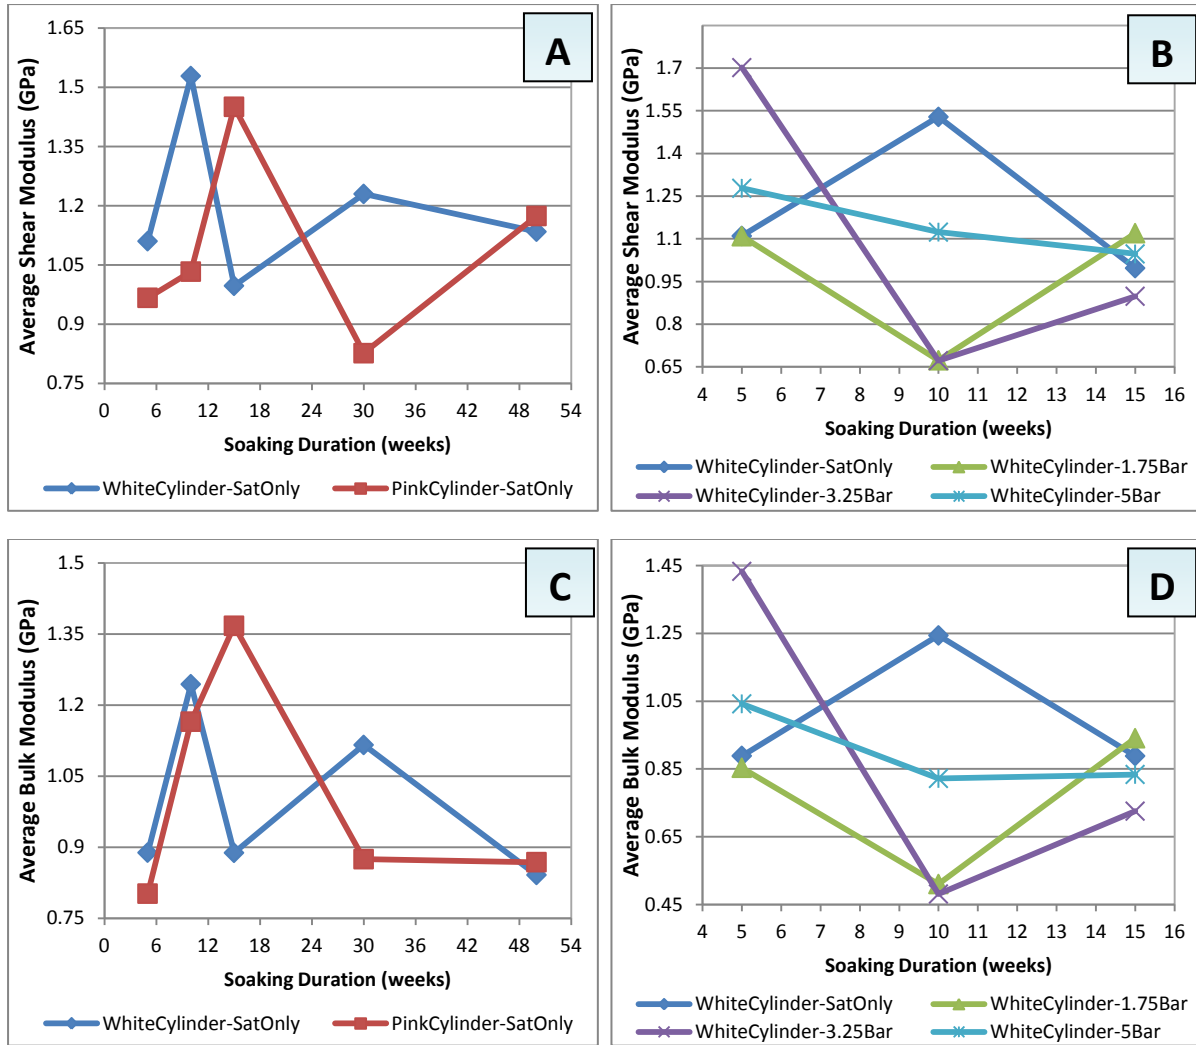 A
Average Shear Modulus (GPa)
1.65
1.5
1.35
1.2
1.05
0.9
0.75
0 6 12 18 24 30 36 42 48 54
Soaking Duration (weeks)
WhiteCylinder-SatOnly PinkCylinder-SatOnly
B
Average Shear Modulus (GPa)
1.7
1.55
1.4
1.25
1.1
0.95
0.8
0.65
4 5 6 7 8 9 10 11 12 13 14 15 16
Soaking Duration (weeks)
WhiteCylinder-SatOnly WhiteCylinder-1.75Bar
WhiteCylinder-3.25Bar WhiteCylinder-5Bar
C
Average Bulk Modulus (GPa)
1.5
1.35
1.2
1.05
0.9
0.75
0 6 12 18 24 30 36 42 48 54
Soaking Duration (weeks)
WhiteCylinder-SatOnly PinkCylinder-SatOnly
D
Average Bulk Modulus (GPa)
1.45
1.25
1.05
0.85
0.65
0.45
4 5 6 7 8 9 10 11 12 13 14 15 16
Soaking Duration (weeks)
WhiteCylinder-SatOnly WhiteCylinder-1.75Bar
WhiteCylinder-3.25Bar WhiteCylinder-5Bar